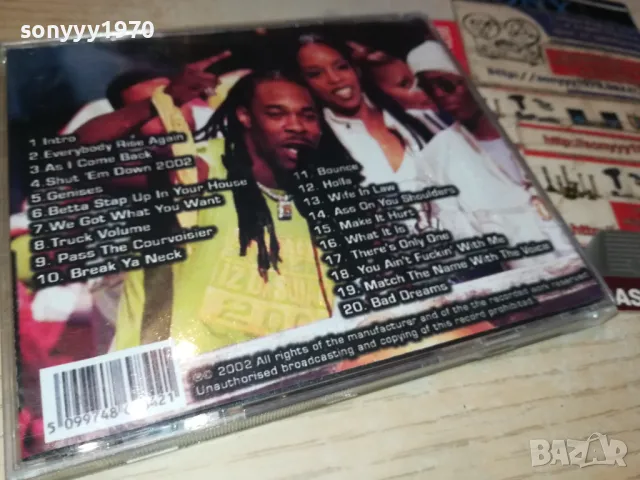 sonyyy1970
1 Intro
2 Everybody Rise Again
3. As I Come Back
4. Shut 'Em Down 2002
5. Genises
6. Betta Stap Up In Your House
7. We Got What You Want
8. Truck Volume
9. Pass The Courvoisier
10. Break Ya Neck
11. Bounce
12. Holla
13. Wife In Law
14. Ass On You Shoulders
15. Make It Hurt
16. What It Is
17. There's Only One
18. You Ain't Fuckin' With Me
19. Match The Name With The Voice
20. Bad Dreams
©© 2002 All rights of the manufacturer and of the recorded work reserved
Unauthorised broadcasting and copying of this record prohibited.
5 099748
BAZAR
bg